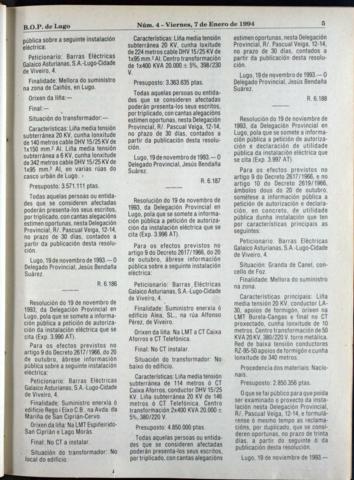 B.O.P. de Lugo
Núm. 4 - Viernes, 7 de Enero de 1994
5
pública sobre a seguinte instalación
eléctrica:
Peticionario: Barras Eléctricas
Galaico Asturianas, S.A.-Lugo-Cidade
de Viveiro, 4.
Finalidade: Mellora do suministro
na zona de Caíñós, en Lugo.
Orixen da liña: —
Final: —
Situación do transformador: —
Características: Liña media tensión
subterránea 20 KV. cunha lonxitude
de 140 metros cable DHV 15/25 KV de
1x150 mm.² Al. Liña media tensión
subterránea a 6 KV. cunha lonxitude
de 342 metros cable DHV 15/25 KV de
1x95 mm.² Al, en varias rúas do
casco urbán de Lugo.
Presuposto: 3.571.111 ptas.
Todas aquelas persoas ou entida-
des que se consideren afectadas
poderán presenta-los seus escritos,
por triplicado, con cantas alegacións
estimen oportunas, nesta Delegación
Provincial, R/. Pascual Veiga, 12-14,
no prazo de 30 días, contados a
partir da publicación desta resolu-
ción.
Lugo, 19 de novembro de 1993.— O
Delegado Provincial, Jesús Bendaña
Suárez.
R. 6.186
Resolución do 19 de novembro de
1993, da Delegación Provincial en
Lugo, pola que se somete a informa-
ción pública a petición de autoriza-
ción da instalación eléctrica que se
cita (Exp. 3.995 AT).
Para os efectos previstos no
artigo 9 do Decreto 2617/1966, do 20
de outubro, ábrese información
pública sobre a seguinte instalación
eléctrica:
Peticionario: Barras Eléctricas
Galaico Asturianas, S.A.-Lugo-Cidade
de Viveiro, 4.
Finalidade: Suministro enerxía ó
edificio Rego i Eixo C.B., na Avda. da
Mariña de San Ciprián-Cervo.
Orixen da liña: Na LMT Espiñeirido-
San Ciprián e Lago Morás.
Final: No CT a instalar.
Situación do transformador: No
local do edificio.
Características: Liña media tensión
subterránea 20 KV. cunha lonxitude
de 224 metros cable DHV 15/25 KV de
1x95 mm.² Al. Centro transformación
de 1x400 KVA 20.000 ± 5%, 398/230
V.
Presuposto: 3.363.635 ptas.
Todas aquelas persoas ou entida-
des que se consideren afectadas
poderán presenta-los seus escritos,
por triplicado, con cantas alegacións
estimen oportunas, nesta Delegación
Provincial, R/. Pascual Veiga, 12-14,
no prazo de 30 días, contados a
partir da publicación desta resolu-
ción.
Lugo, 19 de novembro de 1993.— O
Delegado Provincial, Jesús Bendaña
Suárez.
R. 6.187
Resolución do 19 de novembro de
1993, da Delegación Provincial en
Lugo, pola que se somete a informa-
ción pública a petición de autoriza-
ción da instalación eléctrica que se
cita (Exp. 3.996 AT).
Para os efectos previstos no
artigo 9 do Decreto 2617/1966, do 20
de outubro, ábrese información
pública sobre a seguinte instalación
eléctrica:
Peticionario: Barras Eléctricas
Galaico Asturianas, S.A.-Lugo-Cidade
de Viveiro, 4.
Finalidade: Suministro enerxía ó
edificio Alma, SL., na rúa Alfonso
Pérez, de Viveiro.
Orixen da liña: Na LMT a CT Caixa
Aforros a CT Telefónica.
Final: No CT instalar.
Situación do transformador: No
baixo do edificio.
Características: Liña media tensión
subterránea de 114 metros ó CT
Caixa Aforros, conductor DHV 15/25
KV. Liña subterránea 20 KV de 146
metros ó CT Telefónica. Centro
transformación 2x400 KVA 20.000 ±
5%, 380/220 V.
Presuposto: 4.850.000 ptas.
Todas aquelas persoas ou entida-
des que se consideren afectadas
poderán presenta-los seus escritos,
por triplicado, con cantas alegacións
estimen oportunas, nesta Delegación
Provincial, R/. Pascual Veiga, 12-14,
no prazo de 30 días, contados a
partir da publicación desta resolu-
ción.
Lugo, 19 de novembro de 1993.— O
Delegado Provincial, Jesús Bendaña
Suárez.
R. 6.188
Resolución do 19 de novembro de
1993, da Delegación Provincial en
Lugo, pola que se somete a informa-
ción pública a petición de autoriza-
ción e declaración de utilidade
pública da instalación eléctrica que
se cita (Exp. 3.997 AT).
Para os efectos previstos no
artigo 9 do Decreto 2617/1966, e no
artigo 10 do Decreto 2619/1966,
ámbolos dous do 20 de outubro,
sométese a información pública a
petición de autorización e declara-
ción, en concreto, de utilidade
pública dunha instalación que ten
por características principais as
seguintes:
Peticionario: Barras Eléctricas
Galaico Asturianas, S.A.-Lugo-Cidade
de Viveiro, 4.
Situación: Granda de Canel, con-
cello de Foz.
Finalidade: Mellora do suministro
na zona.
Características principais: Liña
media tensión 20 KV, conductor LA-
30, apoios de formigón, orixen na
LMT Burela-Cangas e final no CT
proxectado, cunha lonxitude de 10
metros. Centro transformación de 50
KVA 20 KV, 380/220 V. torre metálica.
Red de baixa tensión conductores
RZ-95-50 apoios de formigón e cunha
lonxitude de 340 metros.
Procedencia dos materiais: Nacio-
nais.
Presuposto: 2.850.356 ptas.
O que se fai público para que poida
ser examinado o proxecto da insta-
lación nesta Delegación Provincial,
R/. Pascual Veiga, 12-14, e formúla-
rense ó mesmo tempo as reclama-
cións, por duplicado, que se consi-
deren oportunas, no prazo de trinta
días, a partir do seguinte ó da
publicación desta resolución.
Lugo, 19 de novembro de 1993.—